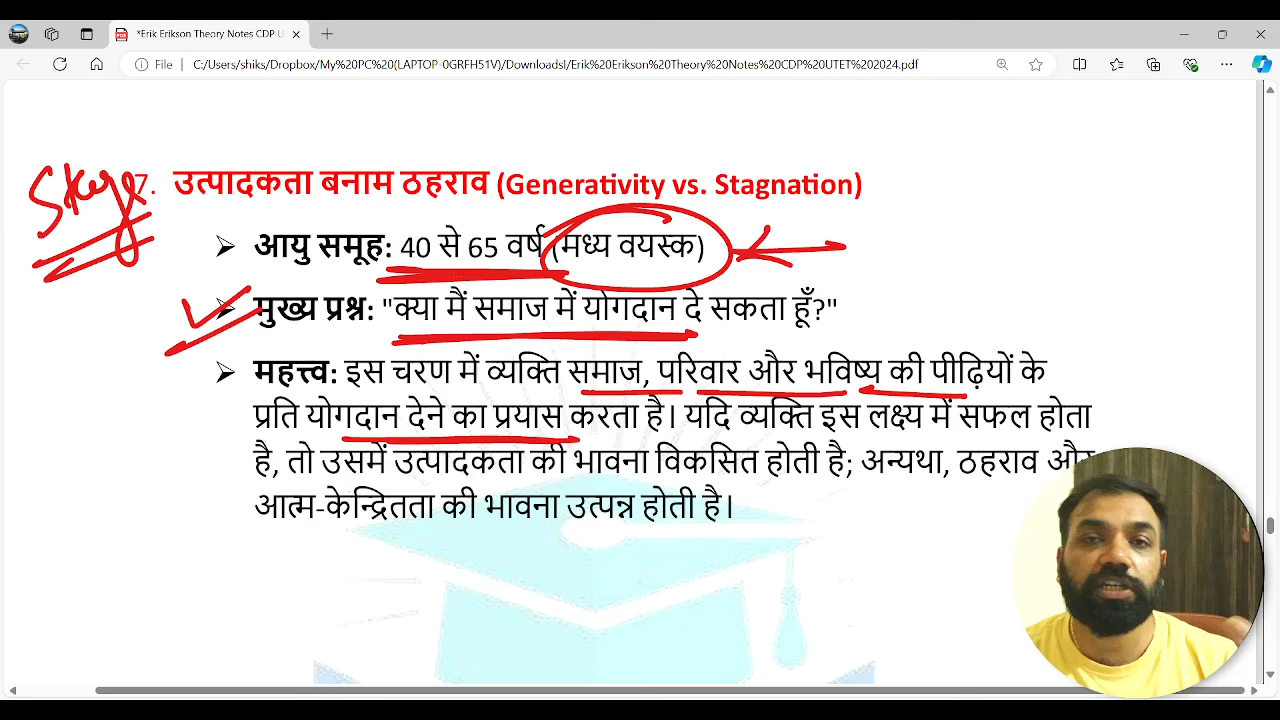 *Erik Erikson Theory Notes CDP U
File
C:/Users/shiks/Dropbox/My%20PC%20(LAPTOP-0GRFH51V)/Downloads/Erik%20Erikson%20Theory%20Notes%20CDP%20UTET%202024.pdf
Stage 7. उत्पादकता बनाम ठहराव (Generativity vs. Stagnation)
➢ आयु समूह: 40 से 65 वर्ष (मध्य वयस्क)
➢ मुख्य प्रश्न: "क्या मैं समाज में योगदान दे सकता हूँ?"
➢ महत्त्व: इस चरण में व्यक्ति समाज, परिवार और भविष्य की पीढ़ियों के
प्रति योगदान देने का प्रयास करता है। यदि व्यक्ति इस लक्ष्य में सफल होता
है, तो उसमें उत्पादकता की भावना विकसित होती है; अन्यथा, ठहराव और
आत्म-केन्द्रितता की भावना उत्पन्न होती है।